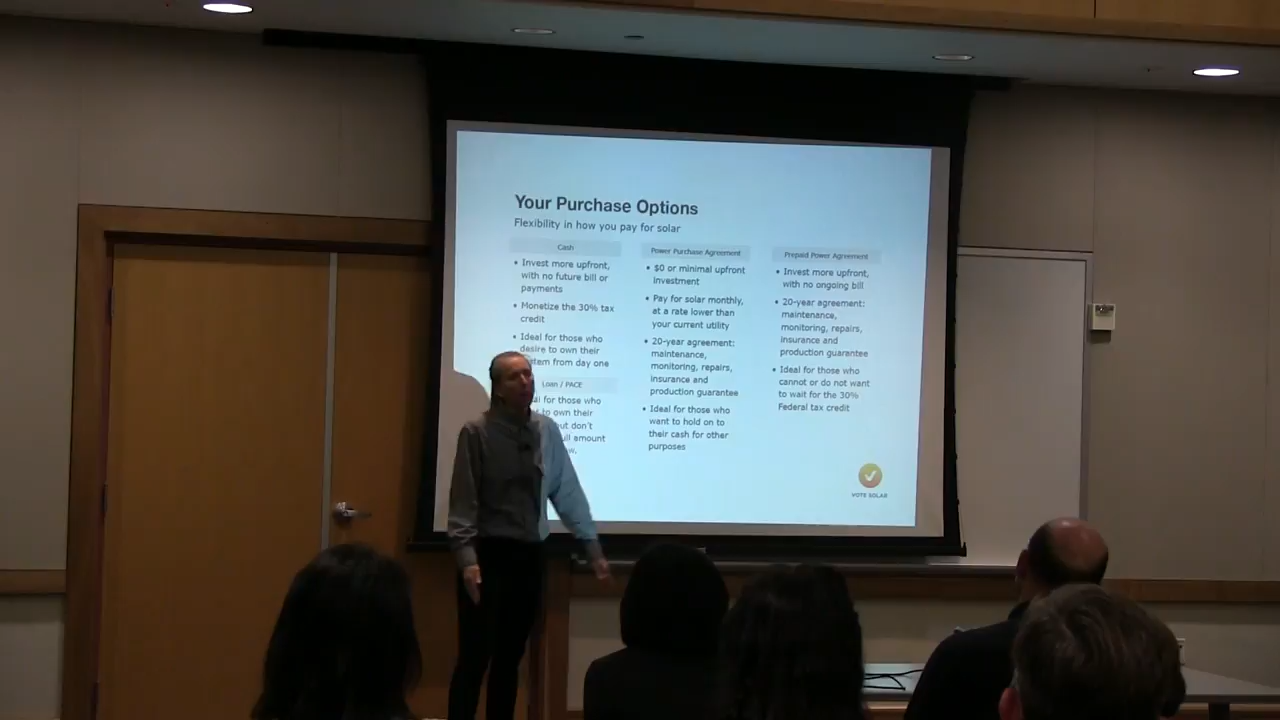 Your Purchase Options
Flexibility in how you pay for solar
Cash
• Invest more upfront,
with no future bill or
payments
• Monetize the 30% tax
credit
• Ideal for those who
desire to own their
system from day one
Loan / PACE
for those who
to own their
but don't
amount
Power Purchase Agreement
• $0 or minimal upfront
investment
• Pay for solar monthly,
at a rate lower than
your current utility
• 20-year agreement:
maintenance,
monitoring, repairs,
insurance and
production guarantee
• Ideal for those who
want to hold on to
their cash for other
purposes
Prepaid Power Agreement
• Invest more upfront,
with no ongoing bill
• 20-year agreement:
maintenance,
monitoring, repairs,
insurance and
production guarantee
• Ideal for those who
cannot or do not want
to wait for the 30%
Federal tax credit
VOTE SOLAR